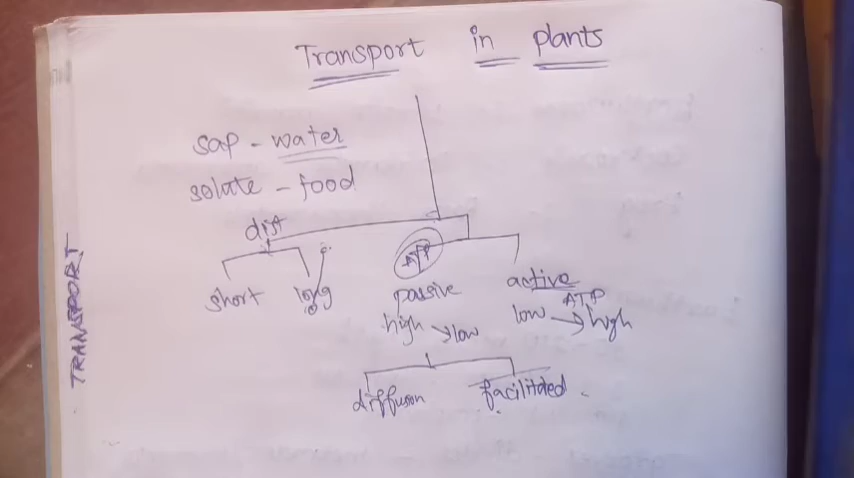 Transport in plants
sap - water
solute - food
dist
short long
ATP
passive
high → low
active
ATP
low → high
diffusion facilitated
TRANSPORT